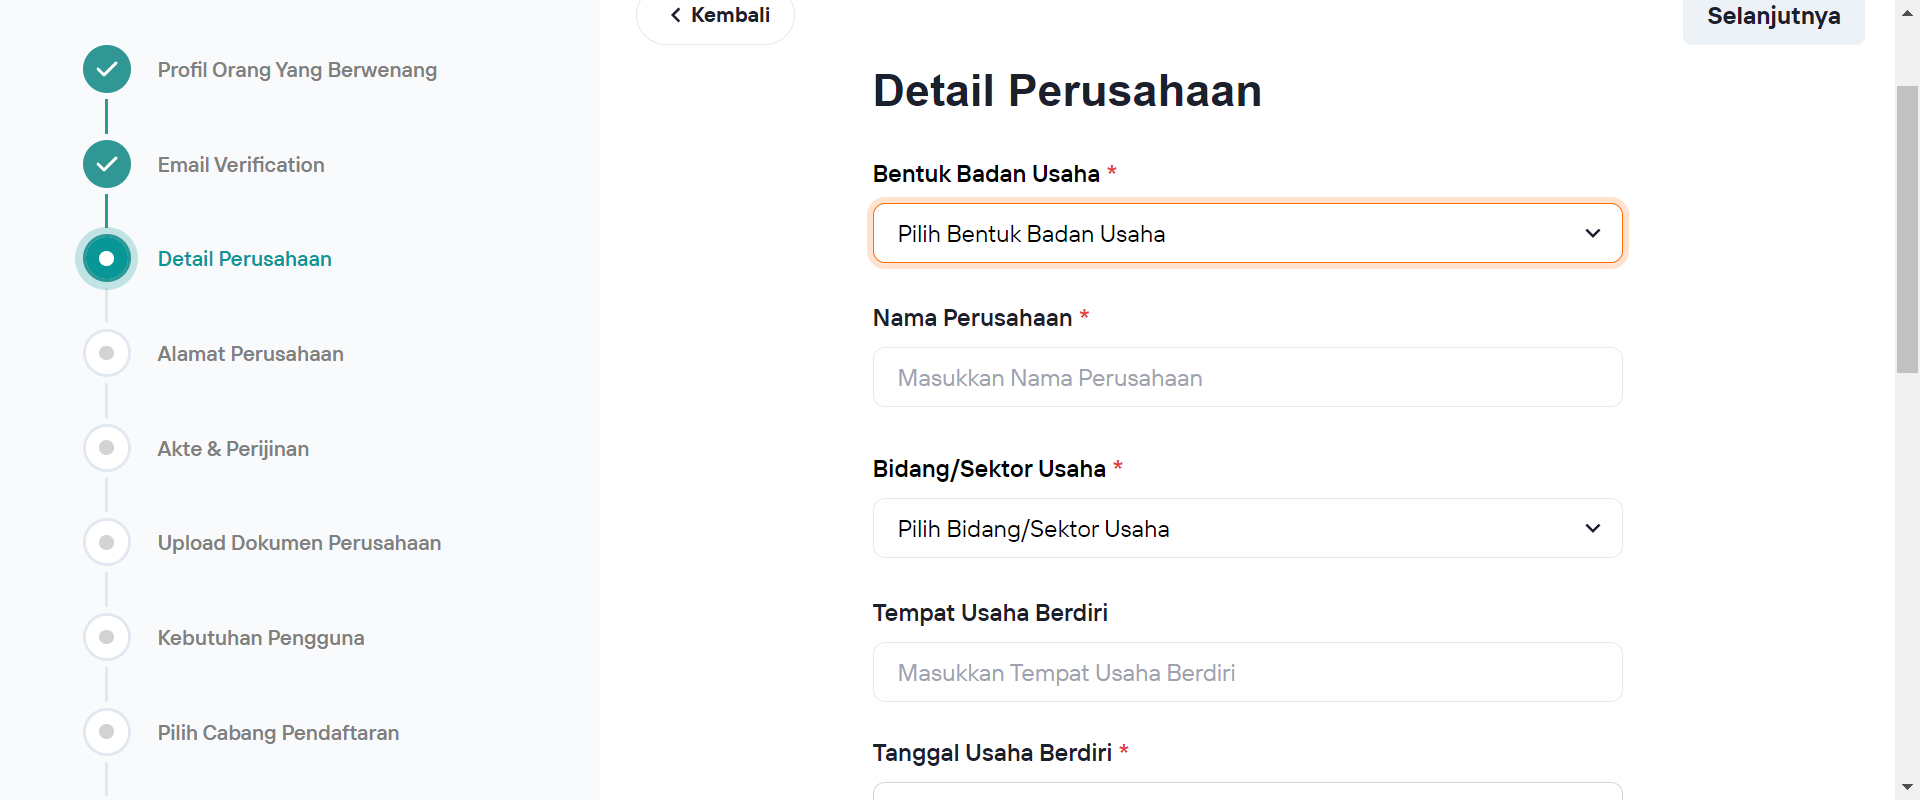 Kembali
Selanjutnya
Profil Orang Yang Berwenang
Email Verification
Detail Perusahaan
Alamat Perusahaan
Akte & Perijinan
Upload Dokumen Perusahaan
Kebutuhan Pengguna
Pilih Cabang Pendaftaran
Detail Perusahaan
Bentuk Badan Usaha *
Pilih Bentuk Badan Usaha
Nama Perusahaan *
Masukkan Nama Perusahaan
Bidang/Sektor Usaha *
Pilih Bidang/Sektor Usaha
Tempat Usaha Berdiri
Masukkan Tempat Usaha Berdiri
Tanggal Usaha Berdiri *